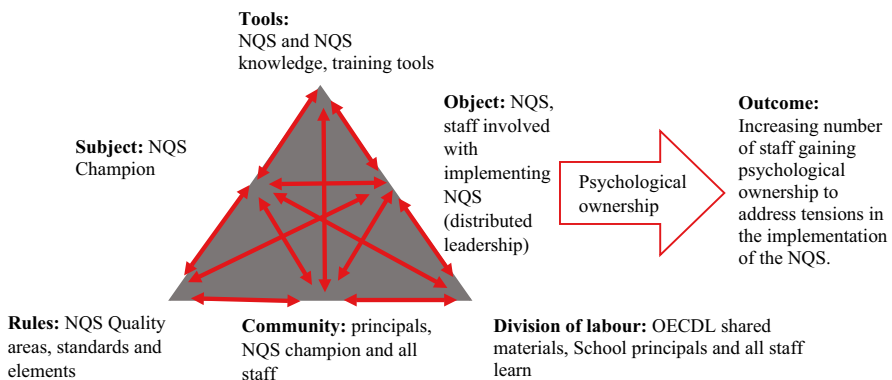 Tools:
NQS and NQS
knowledge, training tools
Subject: NQS
Champion
Object: NQS,
staff involved
with
implementing
NQS
(distributed
leadership)
Psychological
ownership
Outcome:
Increasing number
of staff gaining
psychological
ownership to
address tensions in
the implementation
of the NQS.
Rules: NQS Quality
areas, standards and
elements
Community: principals,
NQS champion and all
staff
Division of labour: OECDL shared
materials, School principals and all staff
learn